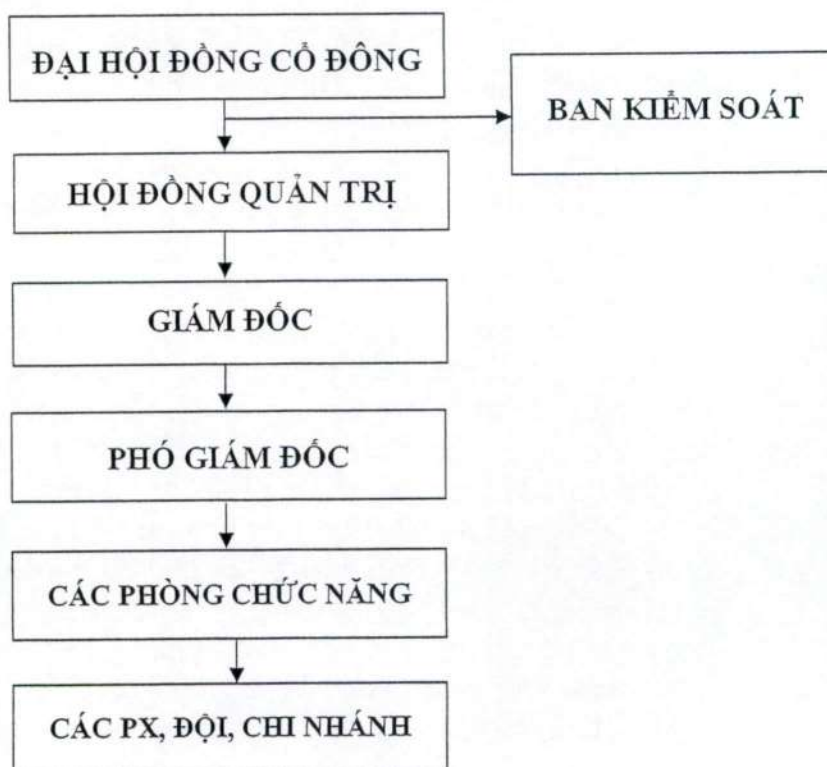 ĐẠI HỘI ĐỒNG CỔ ĐÔNG
BAN KIỂM SOÁT
HỘI ĐỒNG QUẢN TRỊ
GIÁM ĐỐC
PHÓ GIÁM ĐỐC
CÁC PHÒNG CHỨC NĂNG
CÁC PX, ĐỘI, CHI NHÁNH